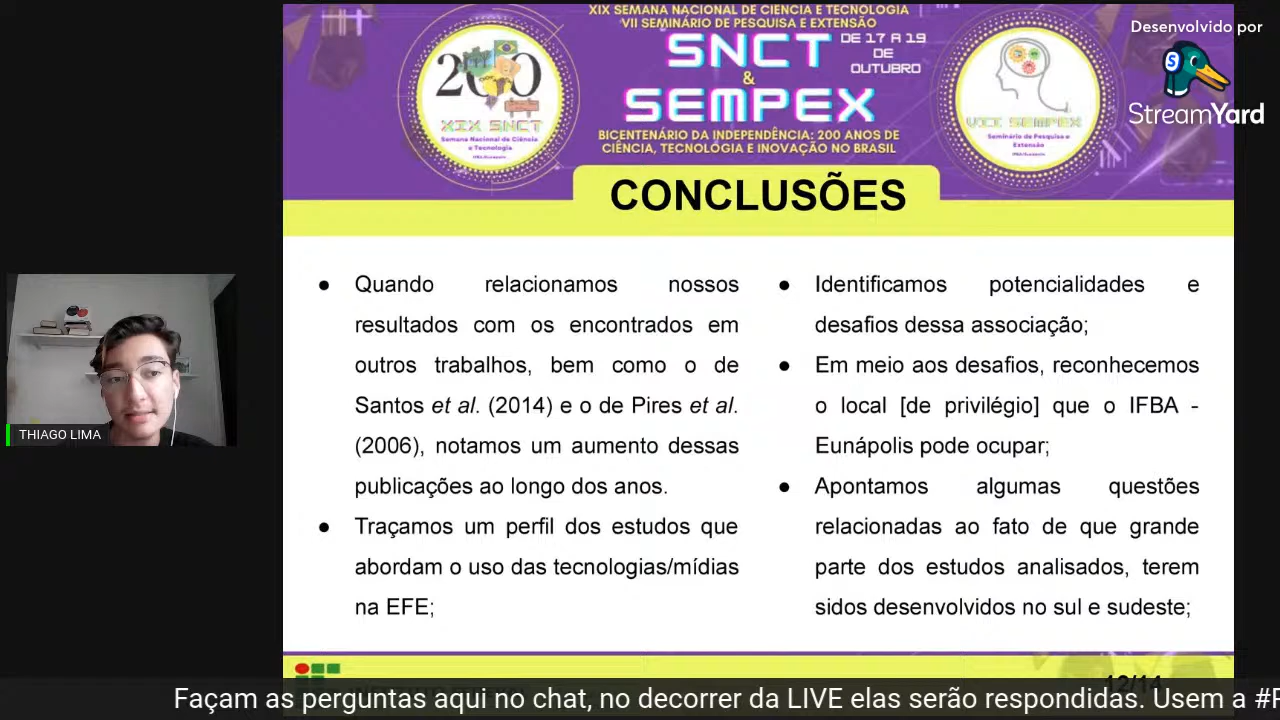 XIX SEMANA NACIONAL DE CIÊNCIA E TECNOLOGIA
VII SEMINÁRIO DE PESQUISA E EXTENSÃO
SNCT
&
SEMPEX
DE 17 A 19
DE
OUTUBRO
BICENTENÁRIO DA INDEPENDÊNCIA: 200 ANOS DE
CIÊNCIA, TECNOLOGIA E INOVAÇÃO NO BRASIL
200
XIX SNCT
Semana Nacional de Ciência
e Tecnologia
VII SEMPEX
Seminário de Pesquisa e
Extensão
Desenvolvido por
S
StreamYard
CONCLUSÕES
● Quando relacionamos nossos
resultados com os encontrados em
outros trabalhos, bem como o de
Santos et al. (2014) e o de Pires et al.
(2006), notamos um aumento dessas
publicações ao longo dos anos.
● Traçamos um perfil dos estudos que
abordam o uso das tecnologias/mídias
na EFE;
● Identificamos potencialidades e
desafios dessa associação;
● Em meio aos desafios, reconhecemos
o local [de privilégio] que o IFBA -
Eunápolis pode ocupar;
● Apontamos algumas questões
relacionadas ao fato de que grande
parte dos estudos analisados, terem
sidos desenvolvidos no sul e sudeste;
THIAGO LIMA
12/14
Façam as perguntas aqui no chat, no decorrer da LIVE elas serão respondidas. Usem a